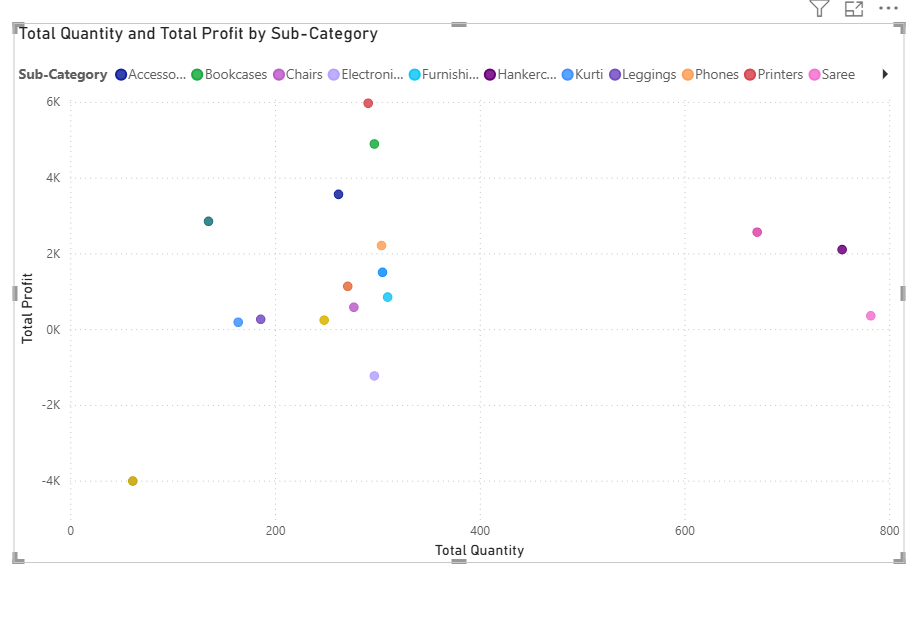 Total Quantity and Total Profit by Sub-Category
Sub-Category Accesso... Bookcases Chairs Electroni... Furnishi... Hankerc... Kurti Leggings Phones Printers Saree
6K
4K
2K
0K
-2K
-4K
Total Profit
0 200 400 600 800
Total Quantity